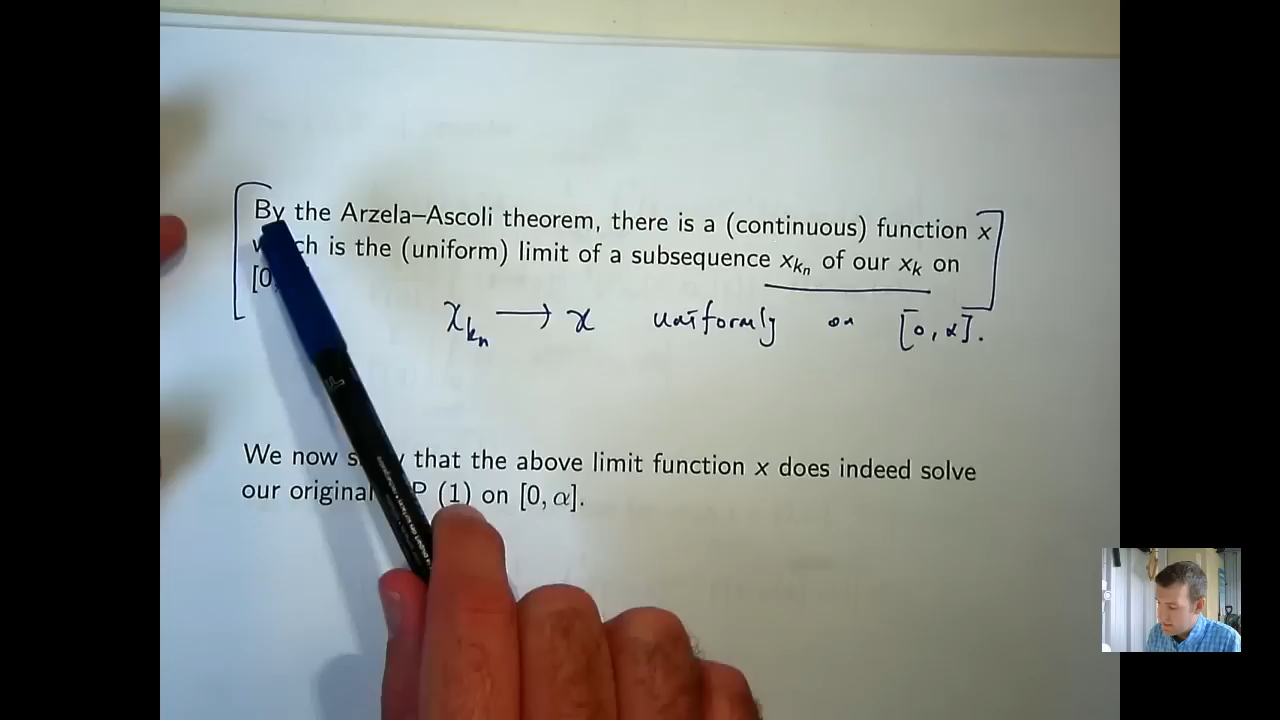 By the Arzela–Ascoli theorem, there is a (continuous) function x
is the (uniform) limit of a subsequence x_{k_n} of our x_k on
[0,
x_{k_n} → x uniformly on [0, α].
We now that the above limit function x does indeed solve
our original (1) on [0, α].